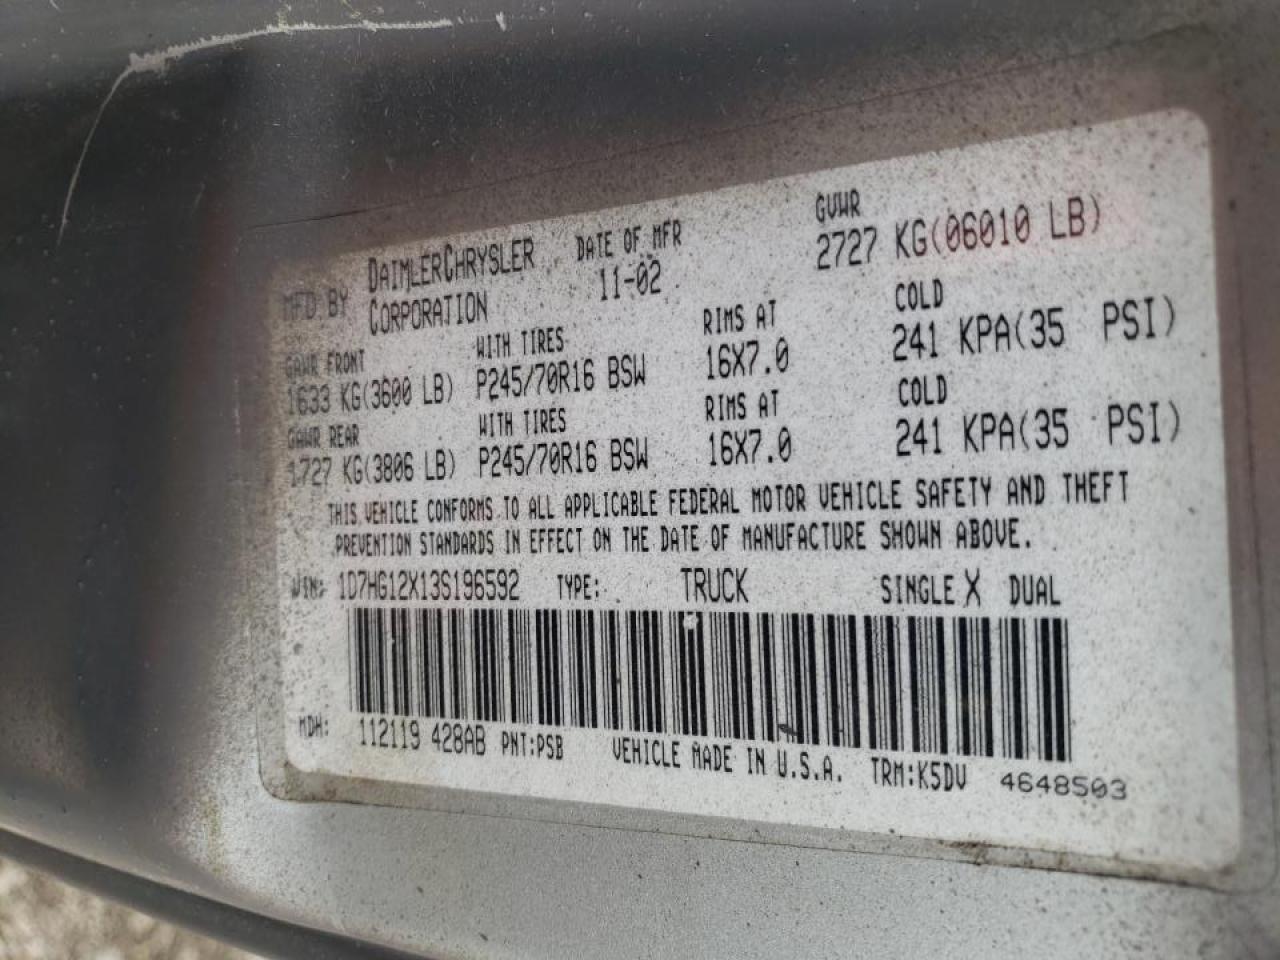 MFD BY DAIMLERCHRYSLER CORPORATION DATE OF MFR 11-02 GVWR 2727 KG(06010 LB)
GAWR FRONT WITH TIRES RIMS AT COLD
1633 KG(3600 LB) P245/70R16 BSW 16X7.0 241 KPA(35 PSI)
GAWR REAR WITH TIRES RIMS AT COLD
1727 KG(3806 LB) P245/70R16 BSW 16X7.0 241 KPA(35 PSI)
THIS VEHICLE CONFORMS TO ALL APPLICABLE FEDERAL MOTOR VEHICLE SAFETY AND THEFT
PREVENTION STANDARDS IN EFFECT ON THE DATE OF MANUFACTURE SHOWN ABOVE.
VIN: 1D7HG12X13S196592 TYPE: TRUCK SINGLE X DUAL
MDH: 112119 428AB PNT:PSB VEHICLE MADE IN U.S.A. TRM:K5DV 4648503